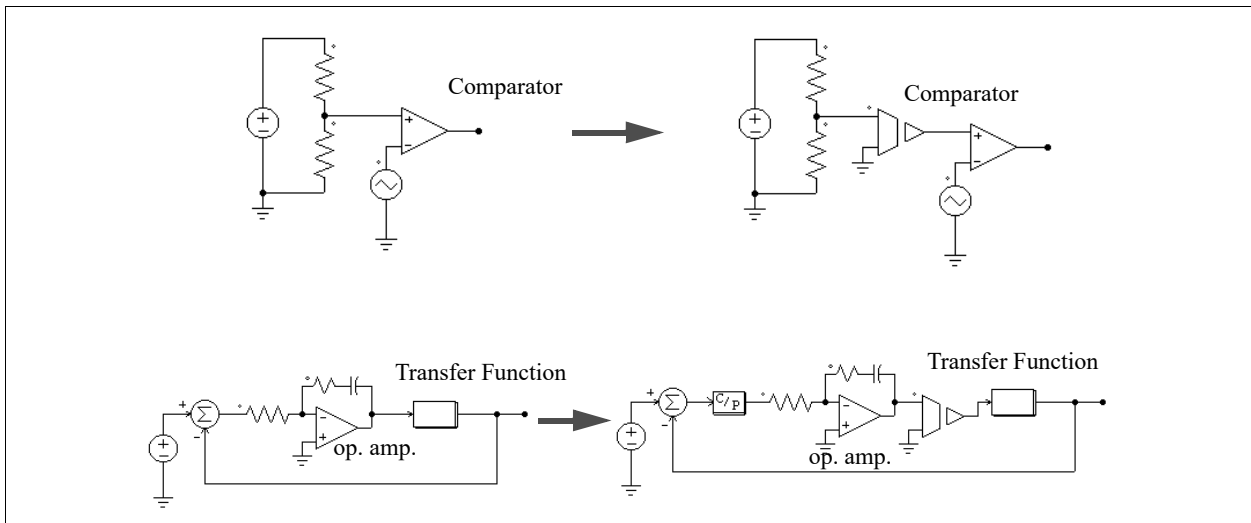 Comparator
Comparator
Transfer Function
op. amp.
Transfer Function
C/P
op. amp.